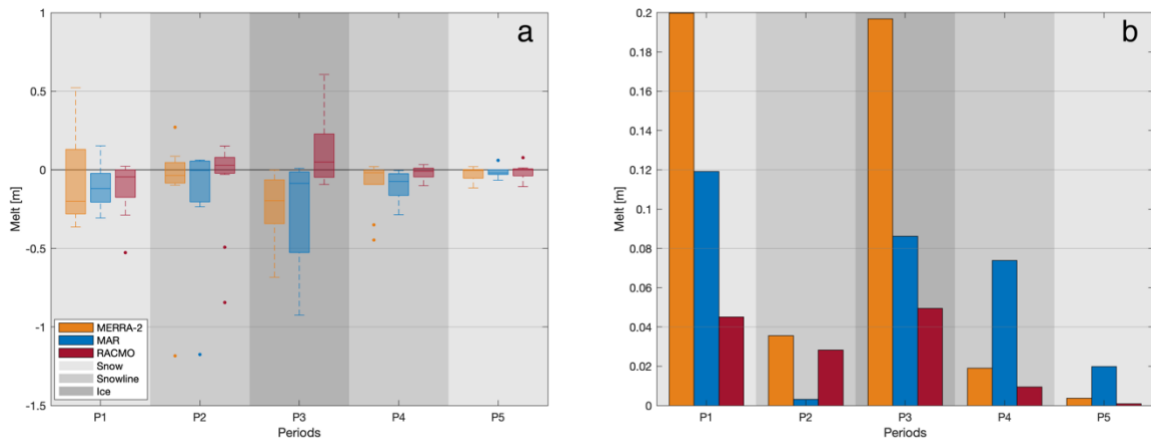 a
Melt [m]
1
0.5
0
-0.5
-1
-1.5
MERRA-2
MAR
RACMO
Snow
Snowline
Ice
P1 P2 P3 P4 P5
Periods
b
Melt [m]
0.2
0.18
0.16
0.14
0.12
0.1
0.08
0.06
0.04
0.02
0
P1 P2 P3 P4 P5
Periods